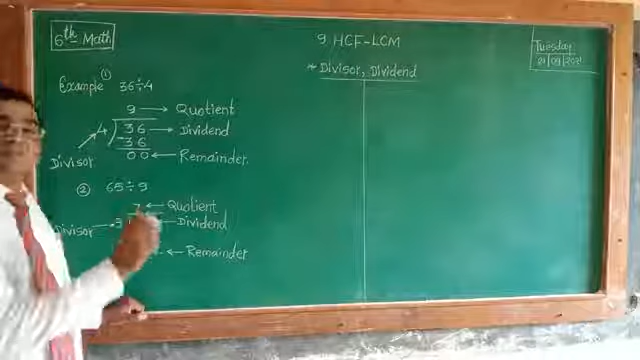 6th Math
9 HCF-LCM
Tuesday
21/09/2021
* Divisor, Dividend
Example ① 36÷4
9 → Quotient
4 ) 36 → Dividend
36
Divisor
00 ← Remainder
② 65÷9
7 ← Quotient
Divisor
← Dividend
← Remainder